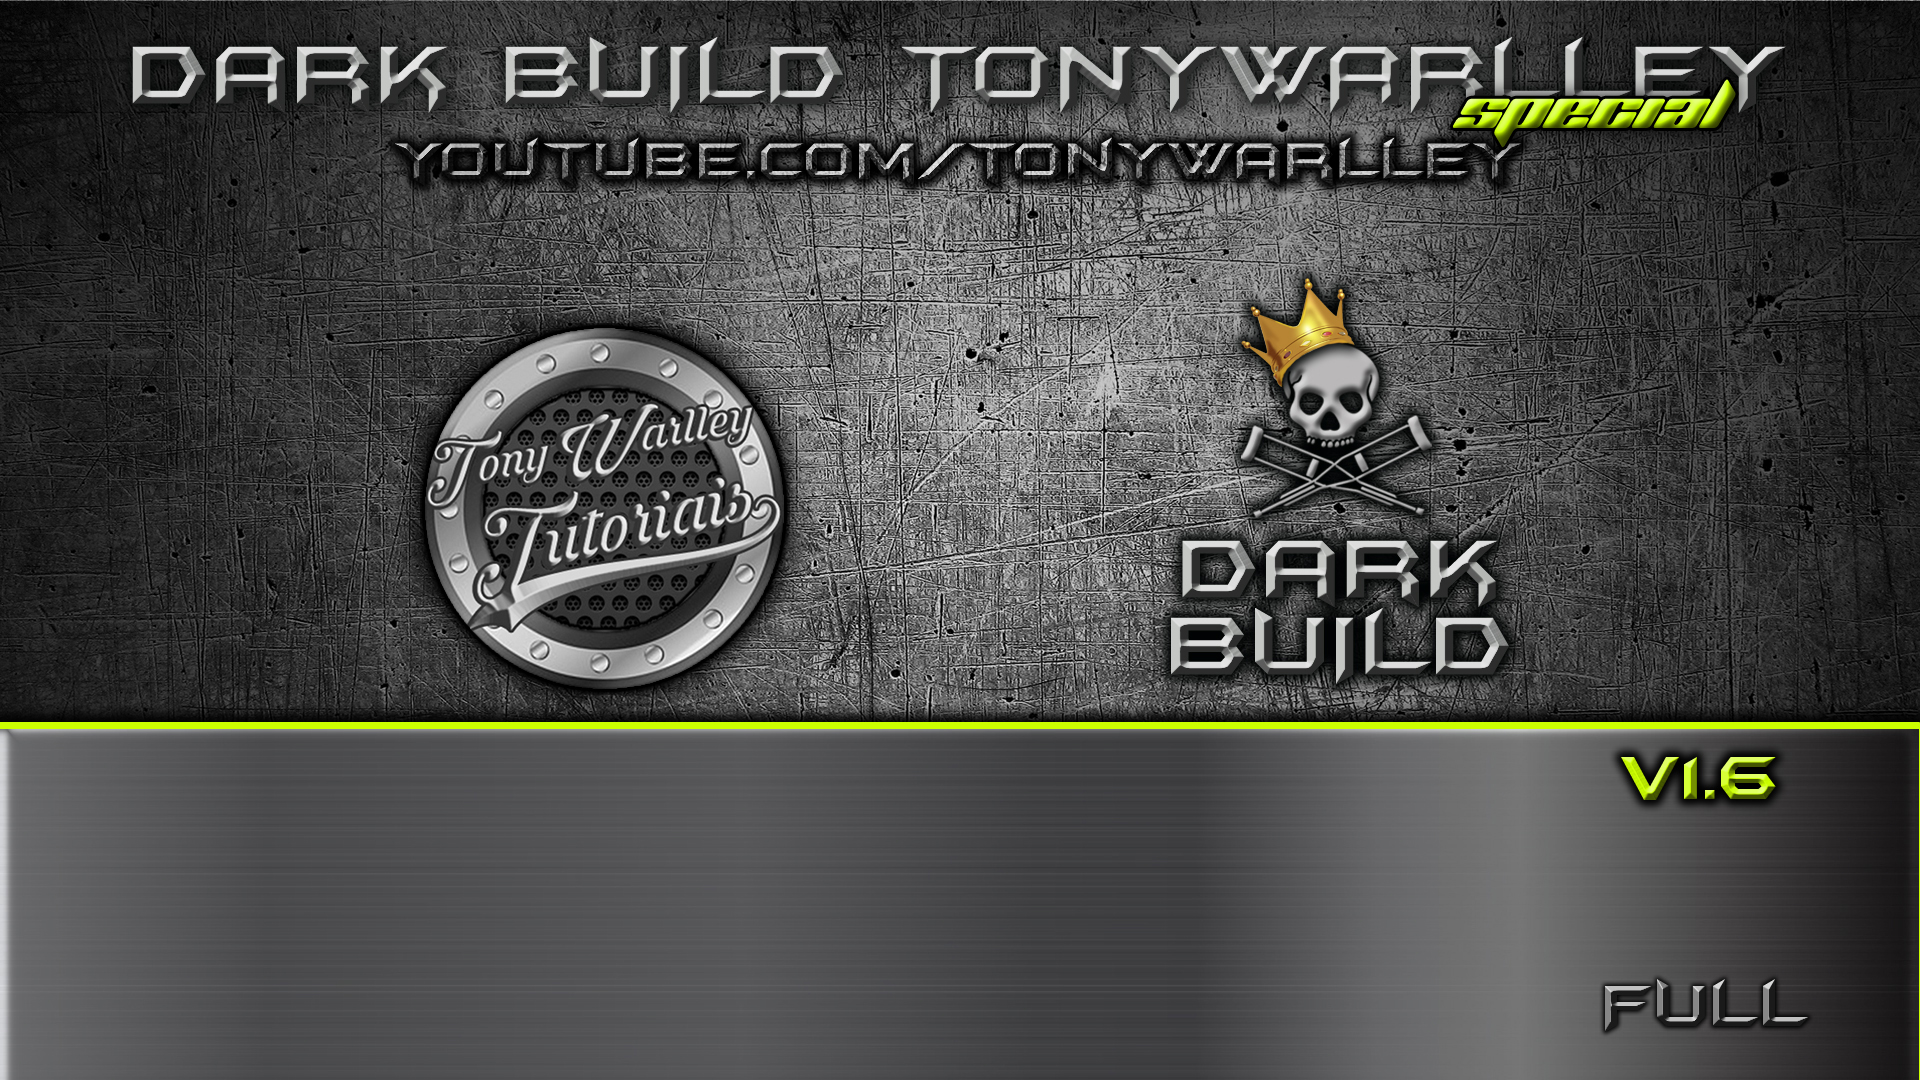 DARK BUILD TONYWARLLEY
special
YOUTUBE.COM/TONYWARLLEY
Tony Warlley
Tutoriais
DARK
BUILD
V1.6
FULL